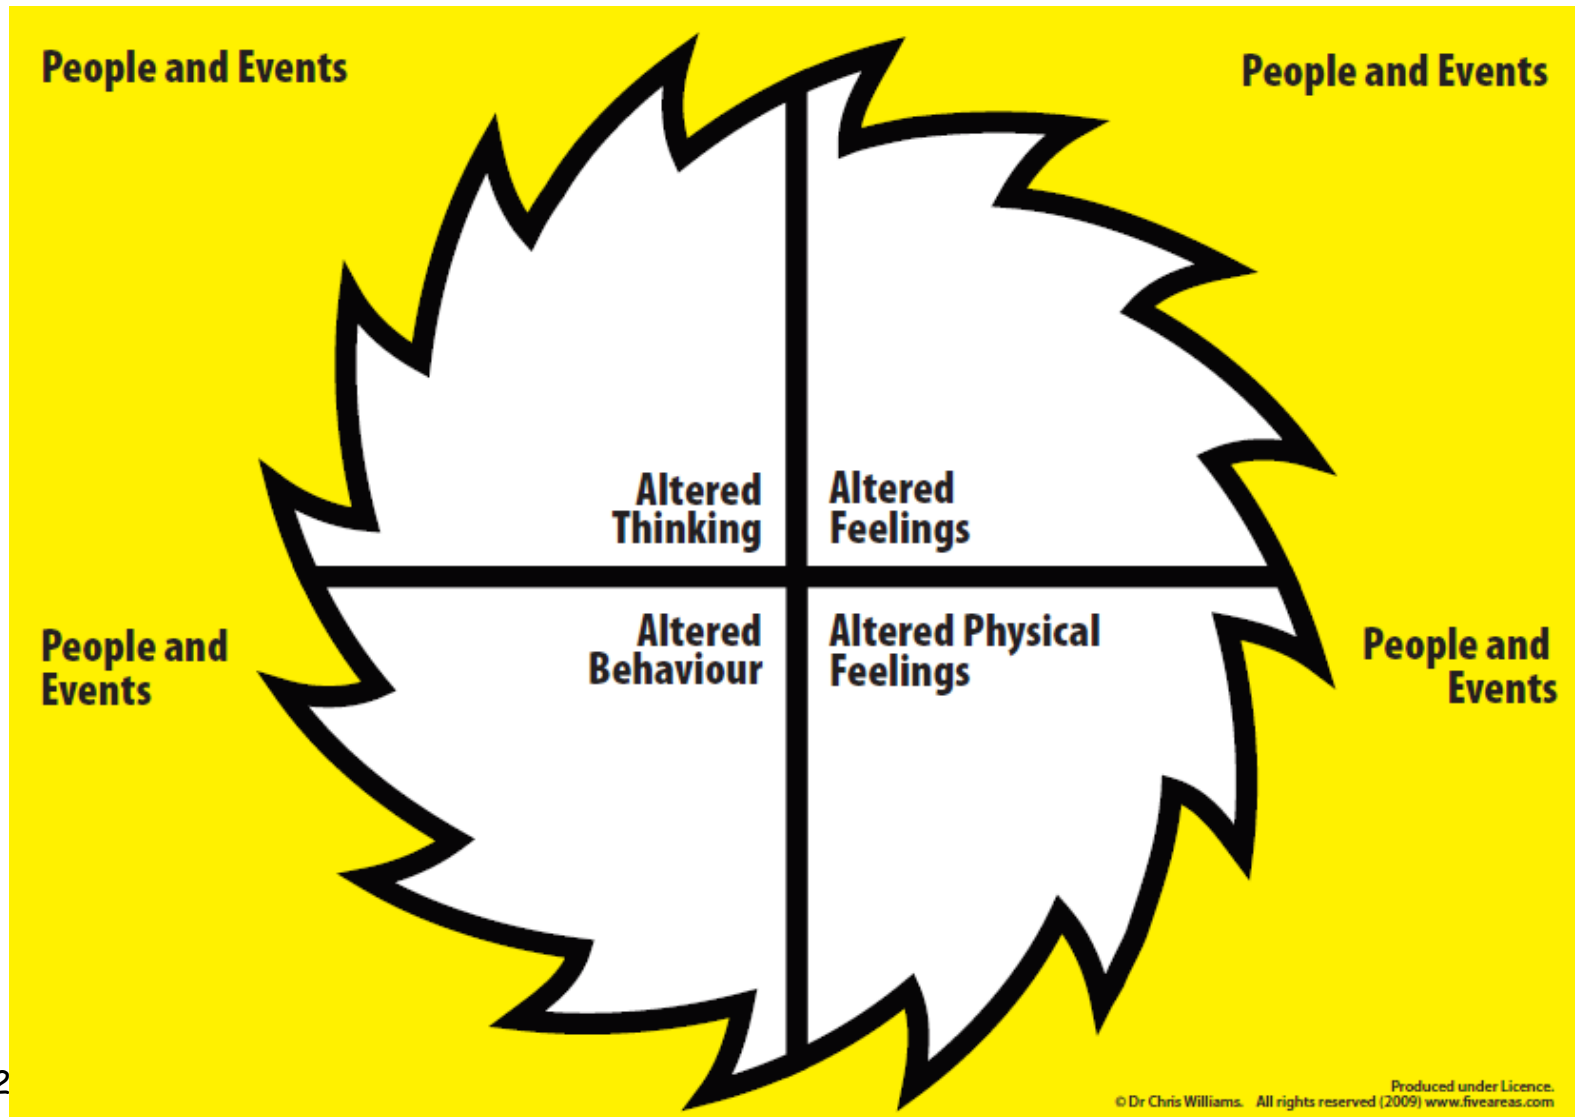 People and Events
People and Events
Altered
Thinking
Altered
Feelings
Altered
Behaviour
Altered Physical
Feelings
People and
Events
People and
Events
2
Produced under Licence.
© Dr Chris Williams. All rights reserved (2009) www.fiveareas.com